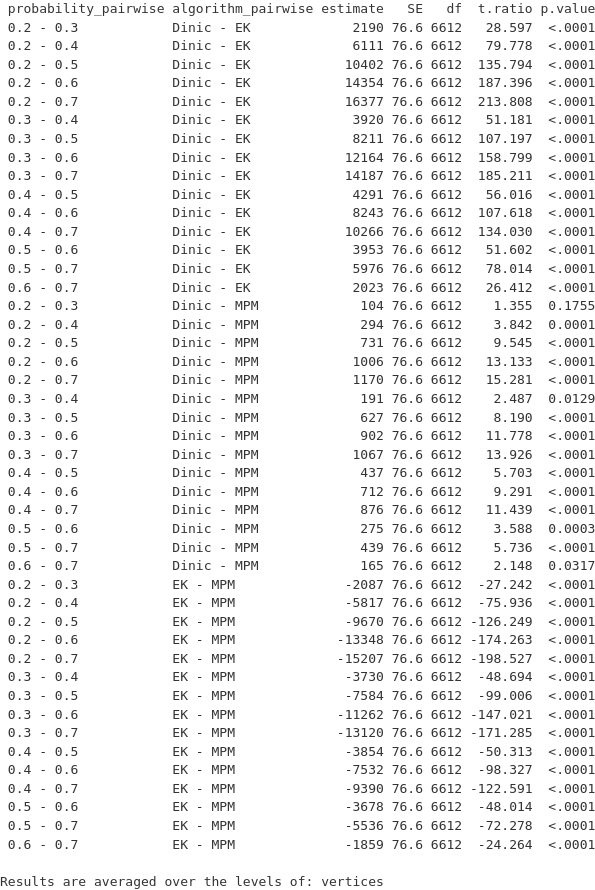 probability_pairwise algorithm_pairwise estimate SE df t.ratio p.value
0.2 - 0.3 Dinic - EK 2190 76.6 6612 28.597 <.0001
0.2 - 0.4 Dinic - EK 6111 76.6 6612 79.778 <.0001
0.2 - 0.5 Dinic - EK 10402 76.6 6612 135.794 <.0001
0.2 - 0.6 Dinic - EK 14354 76.6 6612 187.396 <.0001
0.2 - 0.7 Dinic - EK 16377 76.6 6612 213.808 <.0001
0.3 - 0.4 Dinic - EK 3920 76.6 6612 51.181 <.0001
0.3 - 0.5 Dinic - EK 8211 76.6 6612 107.197 <.0001
0.3 - 0.6 Dinic - EK 12164 76.6 6612 158.799 <.0001
0.3 - 0.7 Dinic - EK 14187 76.6 6612 185.211 <.0001
0.4 - 0.5 Dinic - EK 4291 76.6 6612 56.016 <.0001
0.4 - 0.6 Dinic - EK 8243 76.6 6612 107.618 <.0001
0.4 - 0.7 Dinic - EK 10266 76.6 6612 134.030 <.0001
0.5 - 0.6 Dinic - EK 3953 76.6 6612 51.602 <.0001
0.5 - 0.7 Dinic - EK 5976 76.6 6612 78.014 <.0001
0.6 - 0.7 Dinic - EK 2023 76.6 6612 26.412 <.0001
0.2 - 0.3 Dinic - MPM 104 76.6 6612 1.355 0.1755
0.2 - 0.4 Dinic - MPM 294 76.6 6612 3.842 0.0001
0.2 - 0.5 Dinic - MPM 731 76.6 6612 9.545 <.0001
0.2 - 0.6 Dinic - MPM 1006 76.6 6612 13.133 <.0001
0.2 - 0.7 Dinic - MPM 1170 76.6 6612 15.281 <.0001
0.3 - 0.4 Dinic - MPM 191 76.6 6612 2.487 0.0129
0.3 - 0.5 Dinic - MPM 627 76.6 6612 8.190 <.0001
0.3 - 0.6 Dinic - MPM 902 76.6 6612 11.778 <.0001
0.3 - 0.7 Dinic - MPM 1067 76.6 6612 13.926 <.0001
0.4 - 0.5 Dinic - MPM 437 76.6 6612 5.703 <.0001
0.4 - 0.6 Dinic - MPM 712 76.6 6612 9.291 <.0001
0.4 - 0.7 Dinic - MPM 876 76.6 6612 11.439 <.0001
0.5 - 0.6 Dinic - MPM 275 76.6 6612 3.588 0.0003
0.5 - 0.7 Dinic - MPM 439 76.6 6612 5.736 <.0001
0.6 - 0.7 Dinic - MPM 165 76.6 6612 2.148 0.0317
0.2 - 0.3 EK - MPM -2087 76.6 6612 -27.242 <.0001
0.2 - 0.4 EK - MPM -5817 76.6 6612 -75.936 <.0001
0.2 - 0.5 EK - MPM -9670 76.6 6612 -126.249 <.0001
0.2 - 0.6 EK - MPM -13348 76.6 6612 -174.263 <.0001
0.2 - 0.7 EK - MPM -15207 76.6 6612 -198.527 <.0001
0.3 - 0.4 EK - MPM -3730 76.6 6612 -48.694 <.0001
0.3 - 0.5 EK - MPM -7584 76.6 6612 -99.006 <.0001
0.3 - 0.6 EK - MPM -11262 76.6 6612 -147.021 <.0001
0.3 - 0.7 EK - MPM -13120 76.6 6612 -171.285 <.0001
0.4 - 0.5 EK - MPM -3854 76.6 6612 -50.313 <.0001
0.4 - 0.6 EK - MPM -7532 76.6 6612 -98.327 <.0001
0.4 - 0.7 EK - MPM -9390 76.6 6612 -122.591 <.0001
0.5 - 0.6 EK - MPM -3678 76.6 6612 -48.014 <.0001
0.5 - 0.7 EK - MPM -5536 76.6 6612 -72.278 <.0001
0.6 - 0.7 EK - MPM -1859 76.6 6612 -24.264 <.0001
Results are averaged over the levels of: vertices